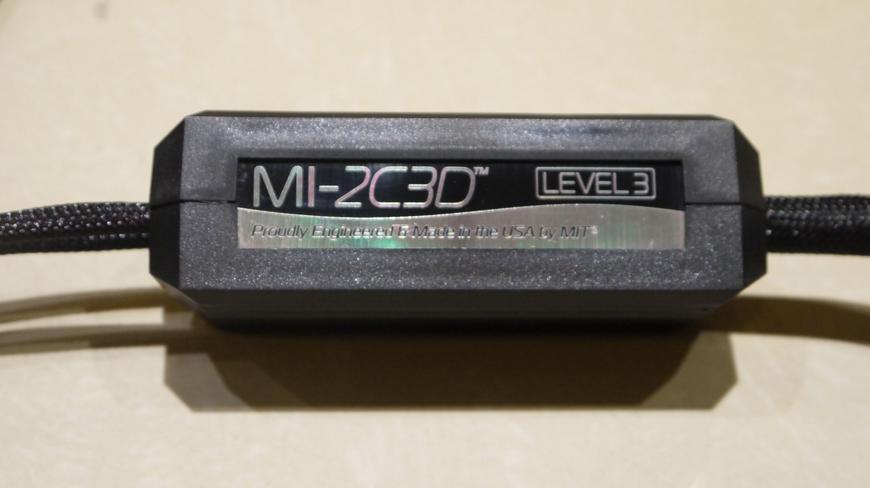 MI-2C3D™ LEVEL 3
Proudly Engineered & Made in the USA by MIT®